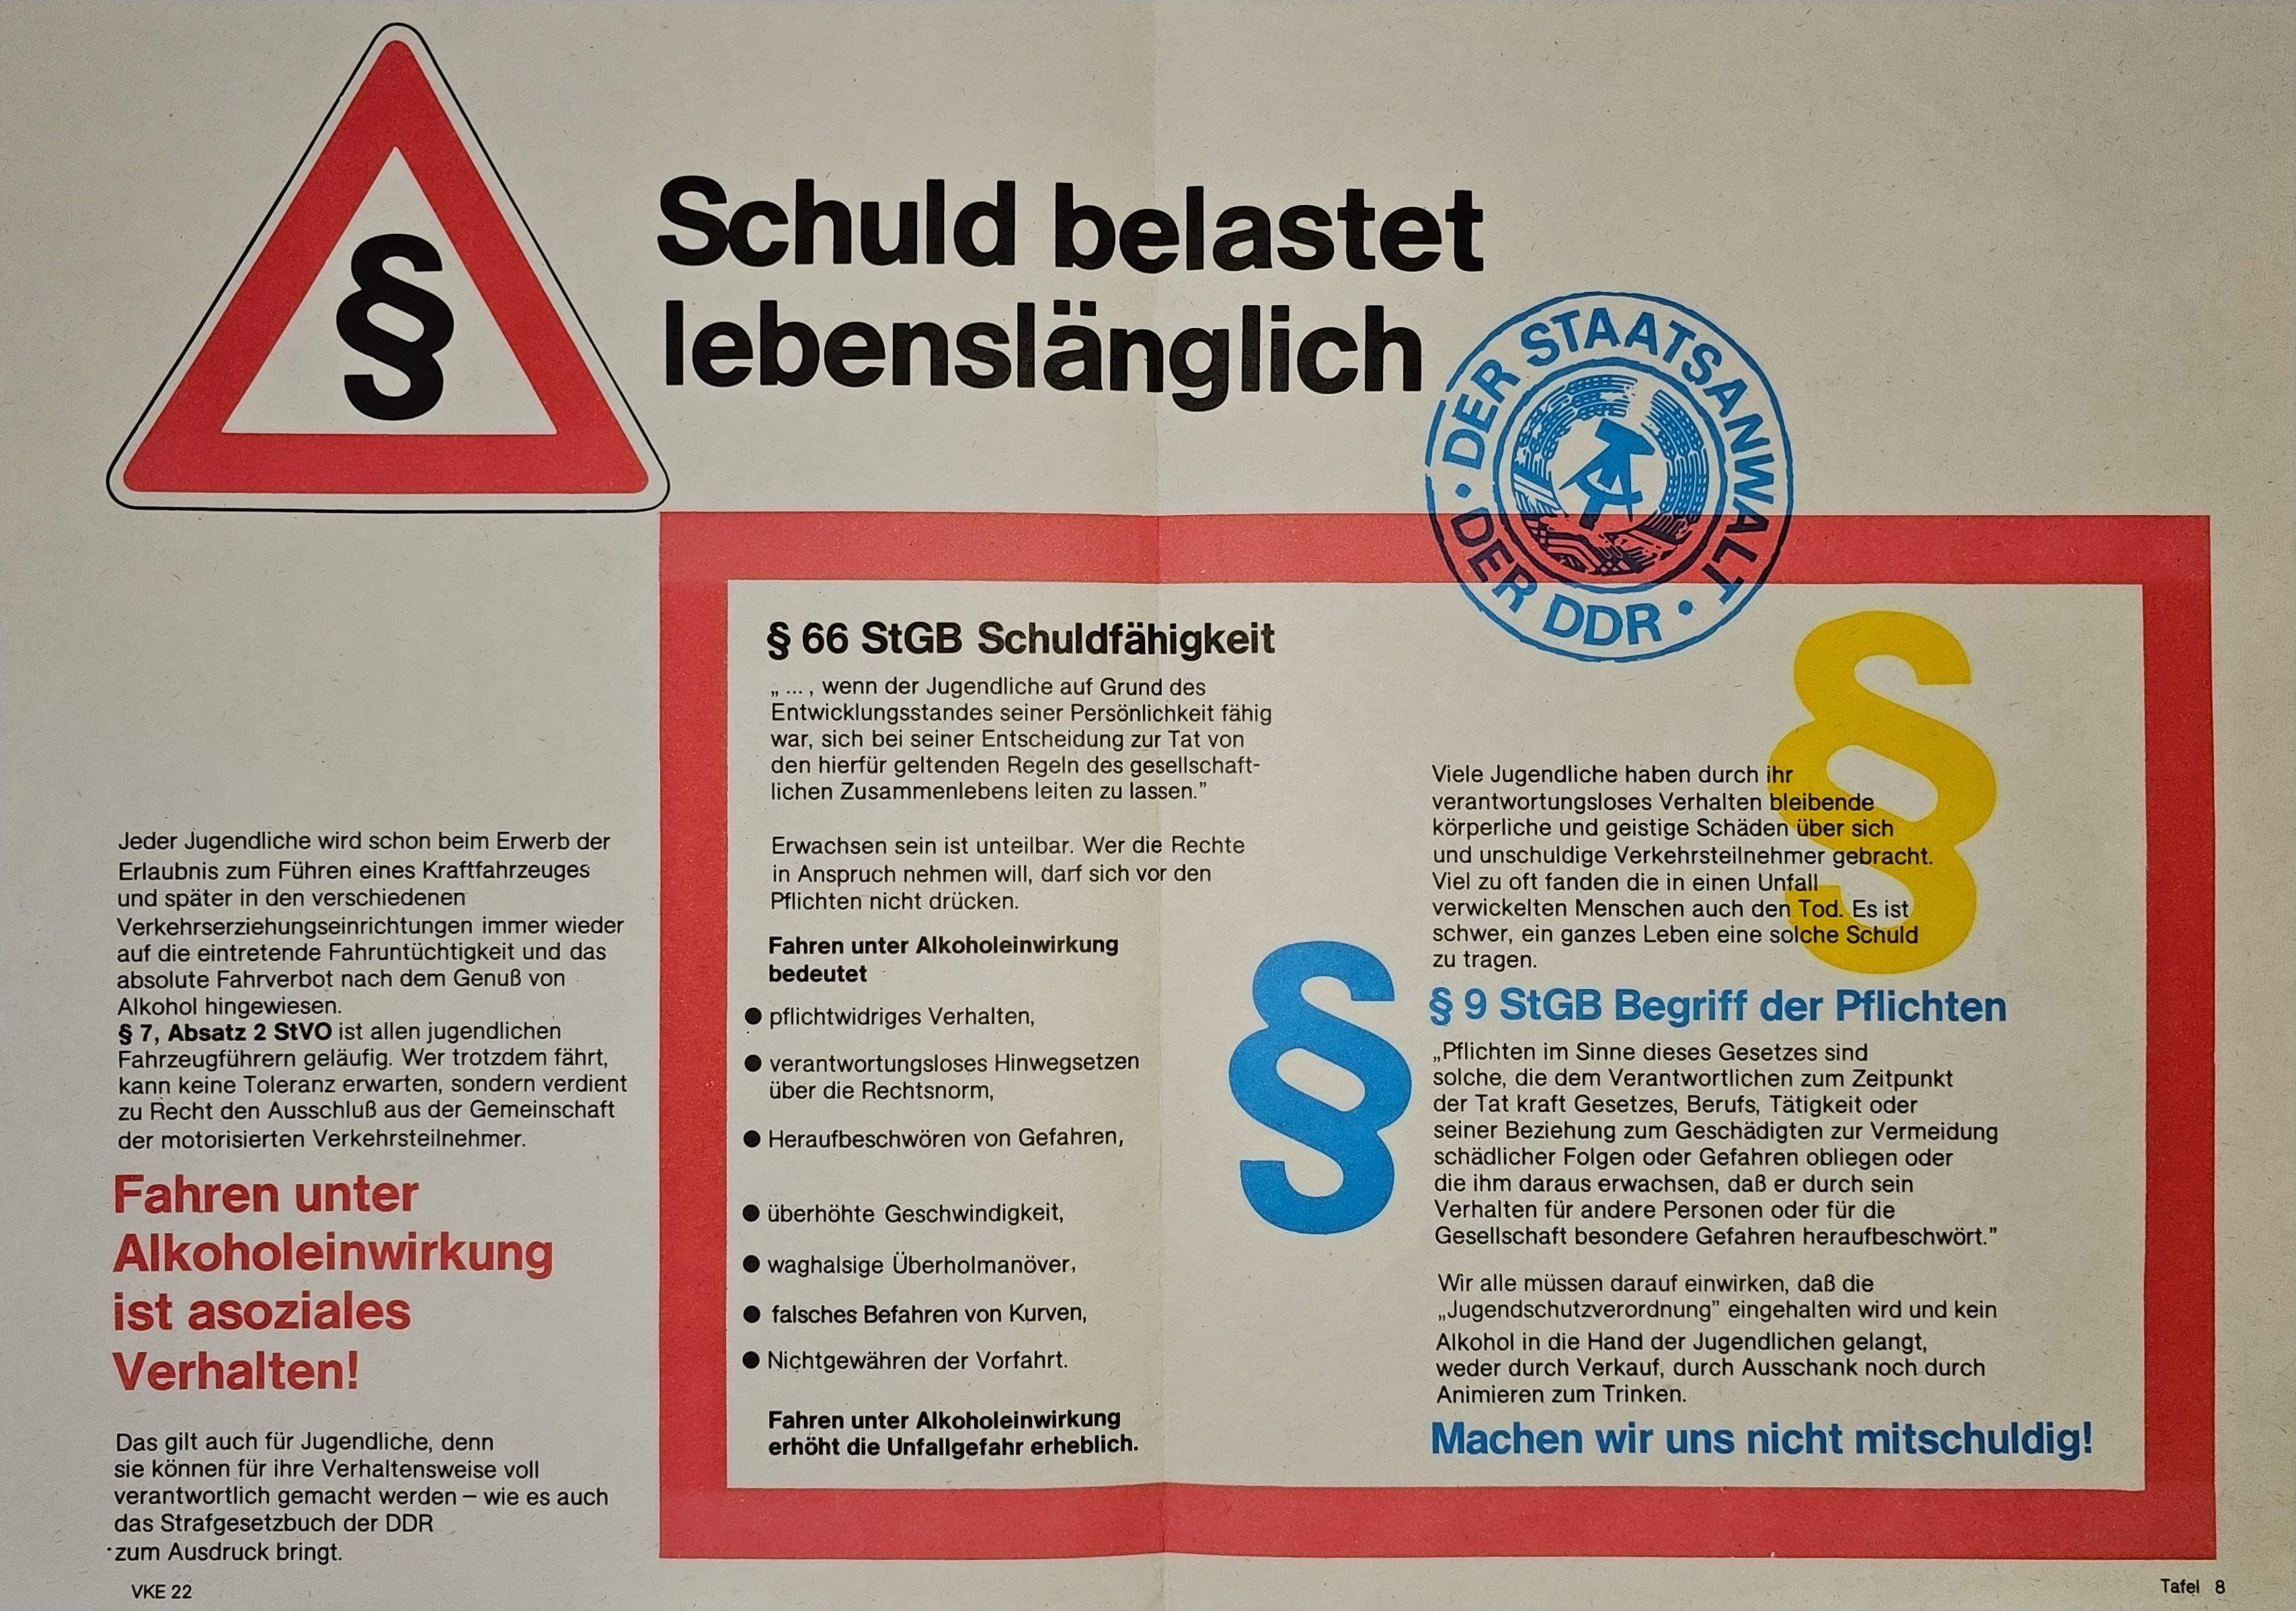 §
Schuld belastet
lebenslänglich
· DER STAATSANWALT ·
DER DDR
Jeder Jugendliche wird schon beim Erwerb der
Erlaubnis zum Führen eines Kraftfahrzeuges
und später in den verschiedenen
Verkehrserziehungseinrichtungen immer wieder
auf die eintretende Fahruntüchtigkeit und das
absolute Fahrverbot nach dem Genuß von
Alkohol hingewiesen.
§ 7, Absatz 2 StVO ist allen jugendlichen
Fahrzeugführern geläufig. Wer trotzdem fährt,
kann keine Toleranz erwarten, sondern verdient
zu Recht den Ausschluß aus der Gemeinschaft
der motorisierten Verkehrsteilnehmer.
Fahren unter
Alkoholeinwirkung
ist asoziales
Verhalten!
Das gilt auch für Jugendliche, denn
sie können für ihre Verhaltensweise voll
verantwortlich gemacht werden – wie es auch
das Strafgesetzbuch der DDR
zum Ausdruck bringt.
VKE 22
§ 66 StGB Schuldfähigkeit
„ ... , wenn der Jugendliche auf Grund des
Entwicklungsstandes seiner Persönlichkeit fähig
war, sich bei seiner Entscheidung zur Tat von
den hierfür geltenden Regeln des gesellschaft-
lichen Zusammenlebens leiten zu lassen.”
Erwachsen sein ist unteilbar. Wer die Rechte
in Anspruch nehmen will, darf sich vor den
Pflichten nicht drücken.
Fahren unter Alkoholeinwirkung
bedeutet
● pflichtwidriges Verhalten,
● verantwortungsloses Hinwegsetzen
über die Rechtsnorm,
● Heraufbeschwören von Gefahren,
● überhöhte Geschwindigkeit,
● waghalsige Überholmanöver,
● falsches Befahren von Kurven,
● Nichtgewähren der Vorfahrt.
Fahren unter Alkoholeinwirkung
erhöht die Unfallgefahr erheblich.
§
§
Viele Jugendliche haben durch ihr
verantwortungsloses Verhalten bleibende
körperliche und geistige Schäden über sich
und unschuldige Verkehrsteilnehmer gebracht.
Viel zu oft fanden die in einen Unfall
verwickelten Menschen auch den Tod. Es ist
schwer, ein ganzes Leben eine solche Schuld
zu tragen.
§ 9 StGB Begriff der Pflichten
„Pflichten im Sinne dieses Gesetzes sind
solche, die dem Verantwortlichen zum Zeitpunkt
der Tat kraft Gesetzes, Berufs, Tätigkeit oder
seiner Beziehung zum Geschädigten zur Vermeidung
schädlicher Folgen oder Gefahren obliegen oder
die ihm daraus erwachsen, daß er durch sein
Verhalten für andere Personen oder für die
Gesellschaft besondere Gefahren heraufbeschwört.”
Wir alle müssen darauf einwirken, daß die
„Jugendschutzverordnung” eingehalten wird und kein
Alkohol in die Hand der Jugendlichen gelangt,
weder durch Verkauf, durch Ausschank noch durch
Animieren zum Trinken.
Machen wir uns nicht mitschuldig!
Tafel 8